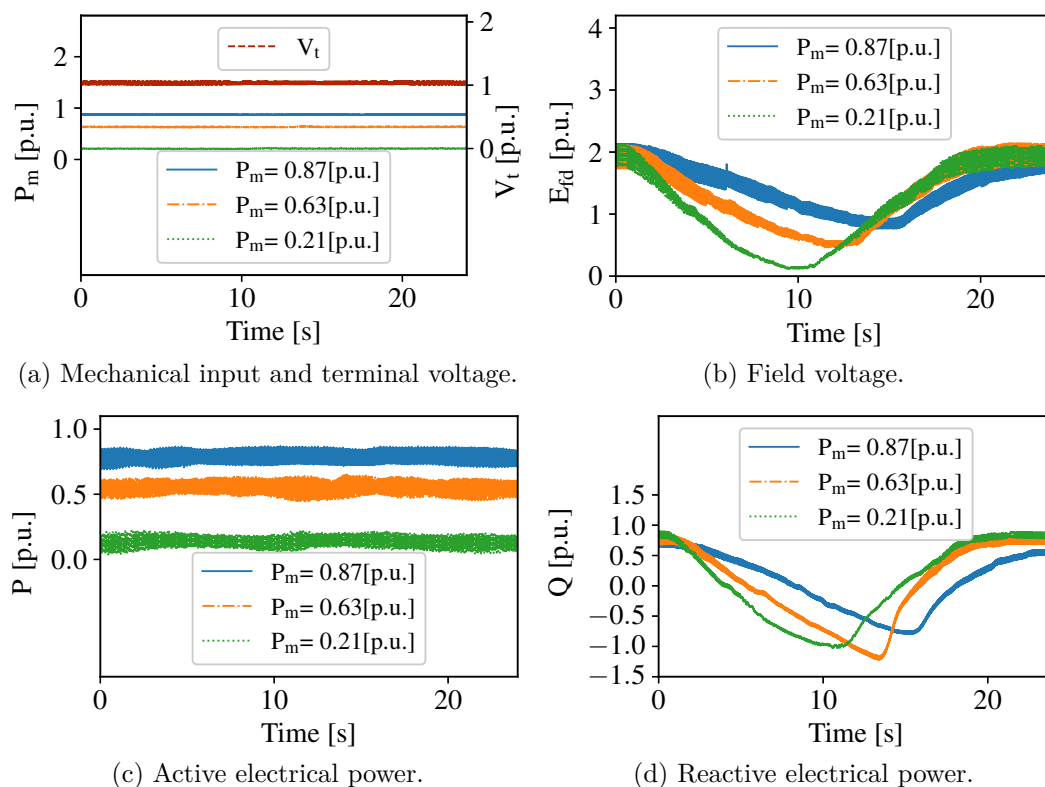 2
1
0
P_m [p.u.]
V_t
P_m= 0.87[p.u.]
P_m= 0.63[p.u.]
P_m= 0.21[p.u.]
2
1
0
V_t [p.u.]
0 10 20
Time [s]
(a) Mechanical input and terminal voltage.
4
3
2
1
0
E_fd [p.u.]
P_m= 0.87[p.u.]
P_m= 0.63[p.u.]
P_m= 0.21[p.u.]
0 10 20
Time [s]
(b) Field voltage.
1.0
0.5
0.0
P [p.u.]
P_m= 0.87[p.u.]
P_m= 0.63[p.u.]
P_m= 0.21[p.u.]
0 20
Time [s]
(c) Active electrical power.
1.5
1.0
0.5
0.0
−0.5
−1.0
−1.5
Q [p.u.]
P_m= 0.87[p.u.]
P_m= 0.63[p.u.]
P_m= 0.21[p.u.]
0 10 20
Time [s]
(d) Reactive electrical power.